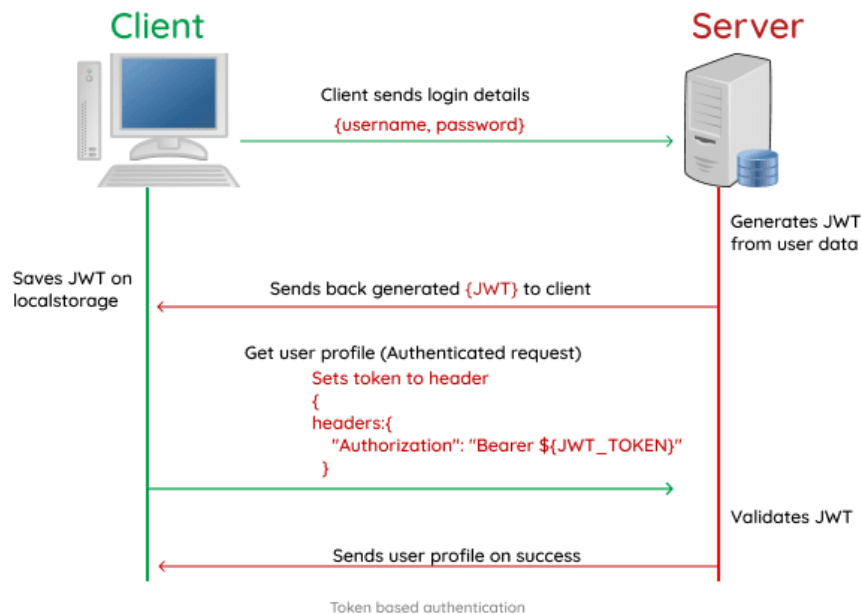 Client
Server
Client sends login details
{username, password}
Generates JWT
from user data
Saves JWT on
localstorage
Sends back generated {JWT} to client
Get user profile (Authenticated request)
Sets token to header
{
headers:{
"Authorization": "Bearer ${JWT_TOKEN}"
}
Validates JWT
Sends user profile on success
Token based authentication